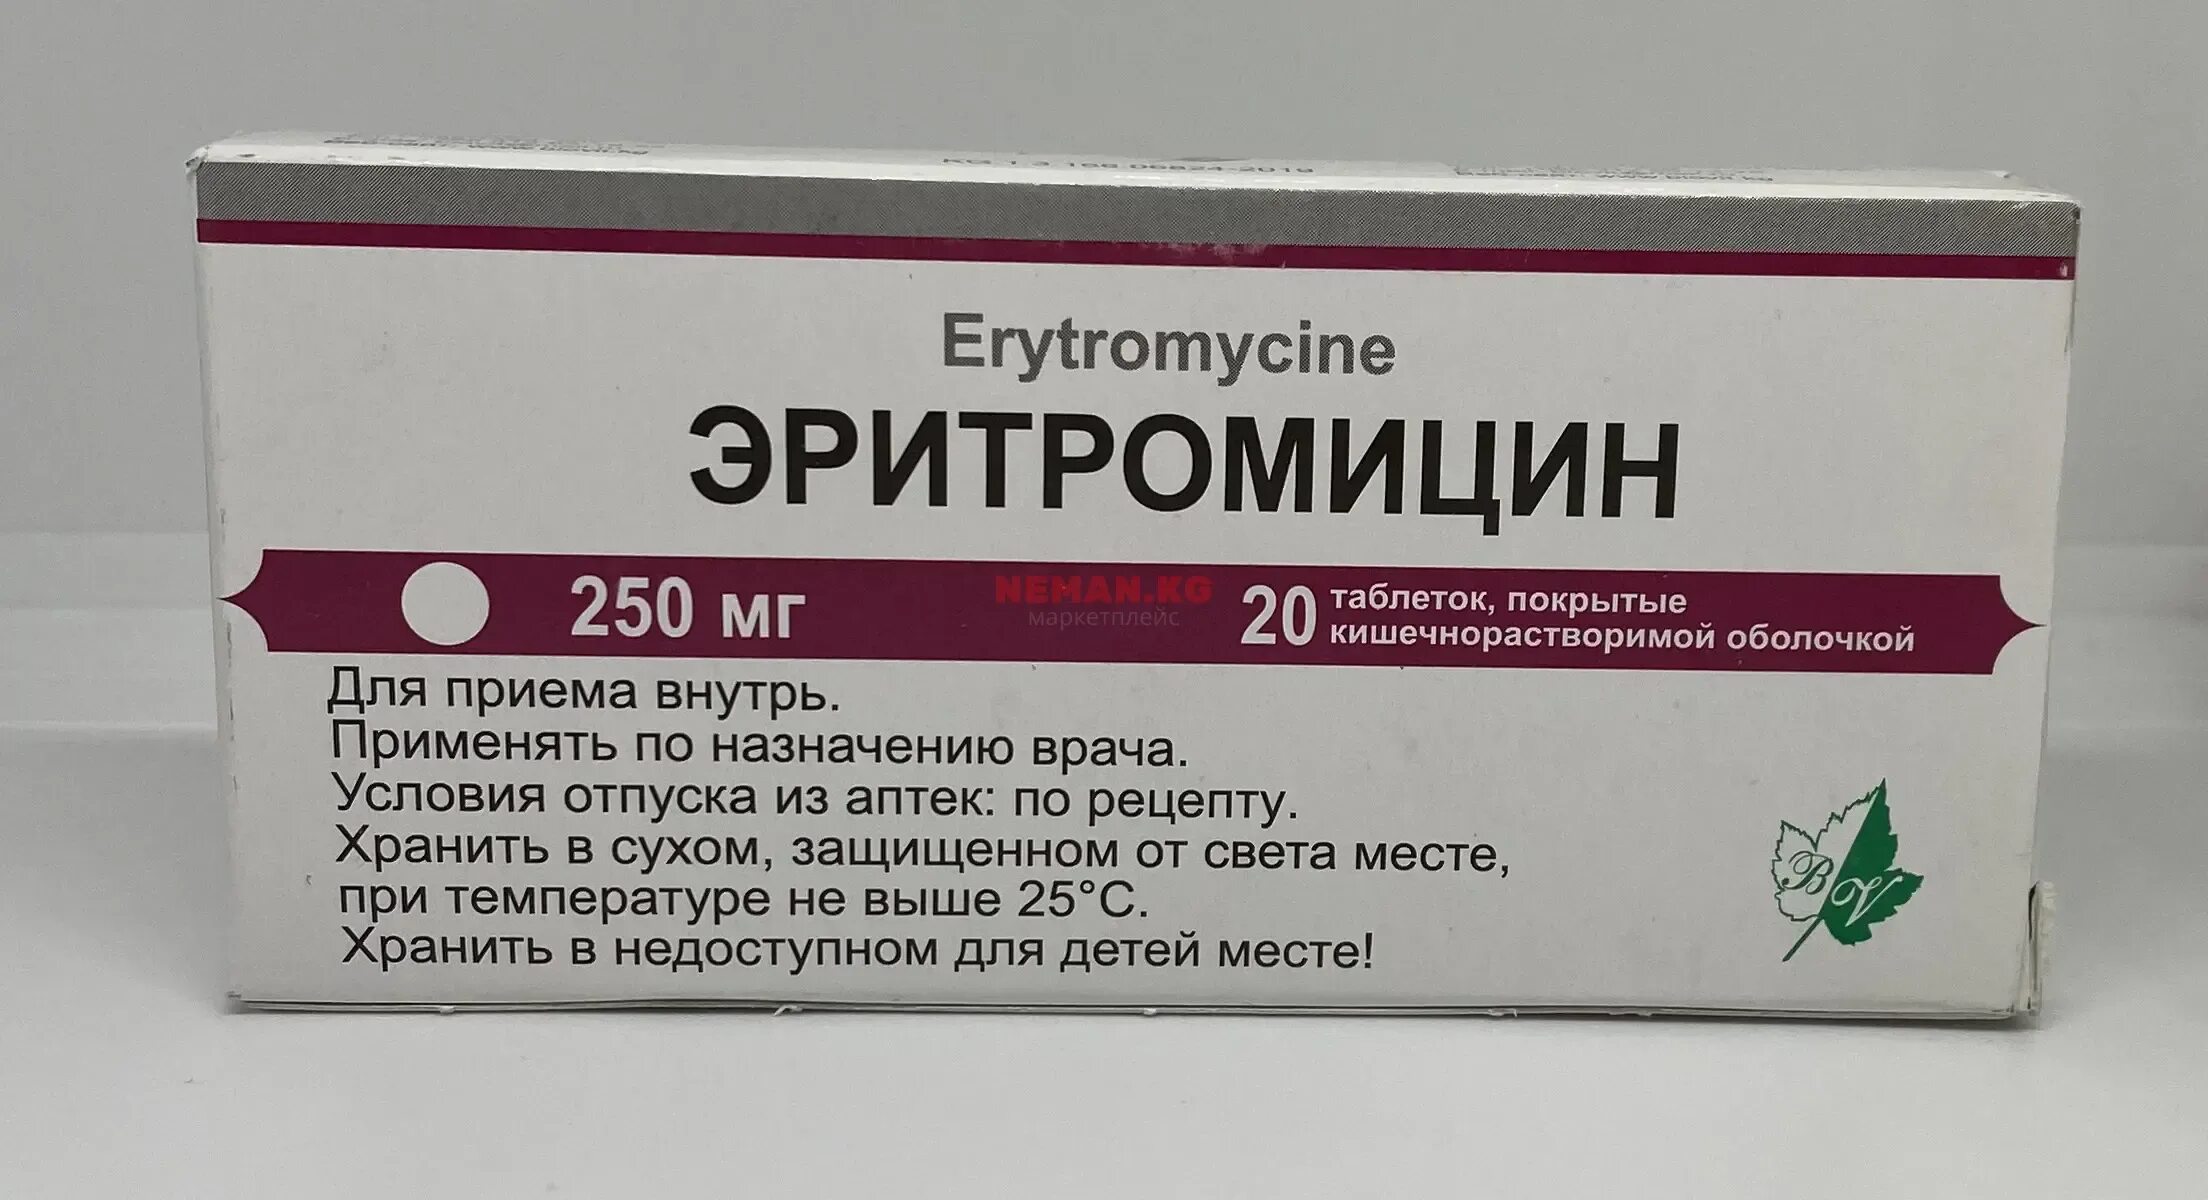 Erytromycine
ЭРИТРОМИЦИН
250 мг
NEMAN.KG
маркетплейс
20 таблеток, покрытые
кишечнорастворимой оболочкой
Для приема внутрь.
Применять по назначению врача.
Условия отпуска из аптек: по рецепту.
Хранить в сухом, защищенном от света месте,
при температуре не выше 25°C.
Хранить в недоступном для детей месте!
BV